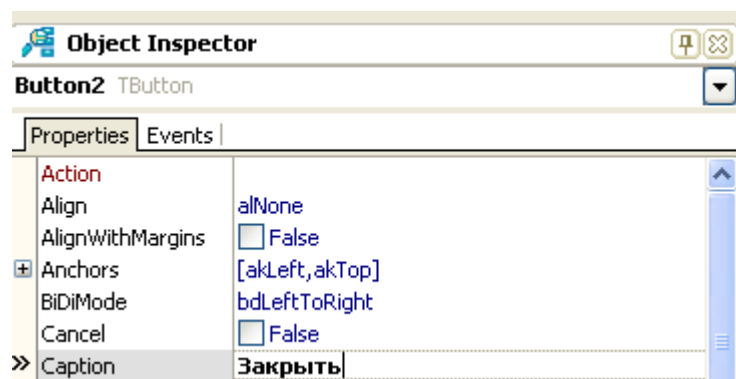 Object Inspector
Button2 TButton
Properties Events
Action
Align alNone
AlignWithMargins False
Anchors [akLeft,akTop]
BiDiMode bdLeftToRight
Cancel False
Caption Закрыть